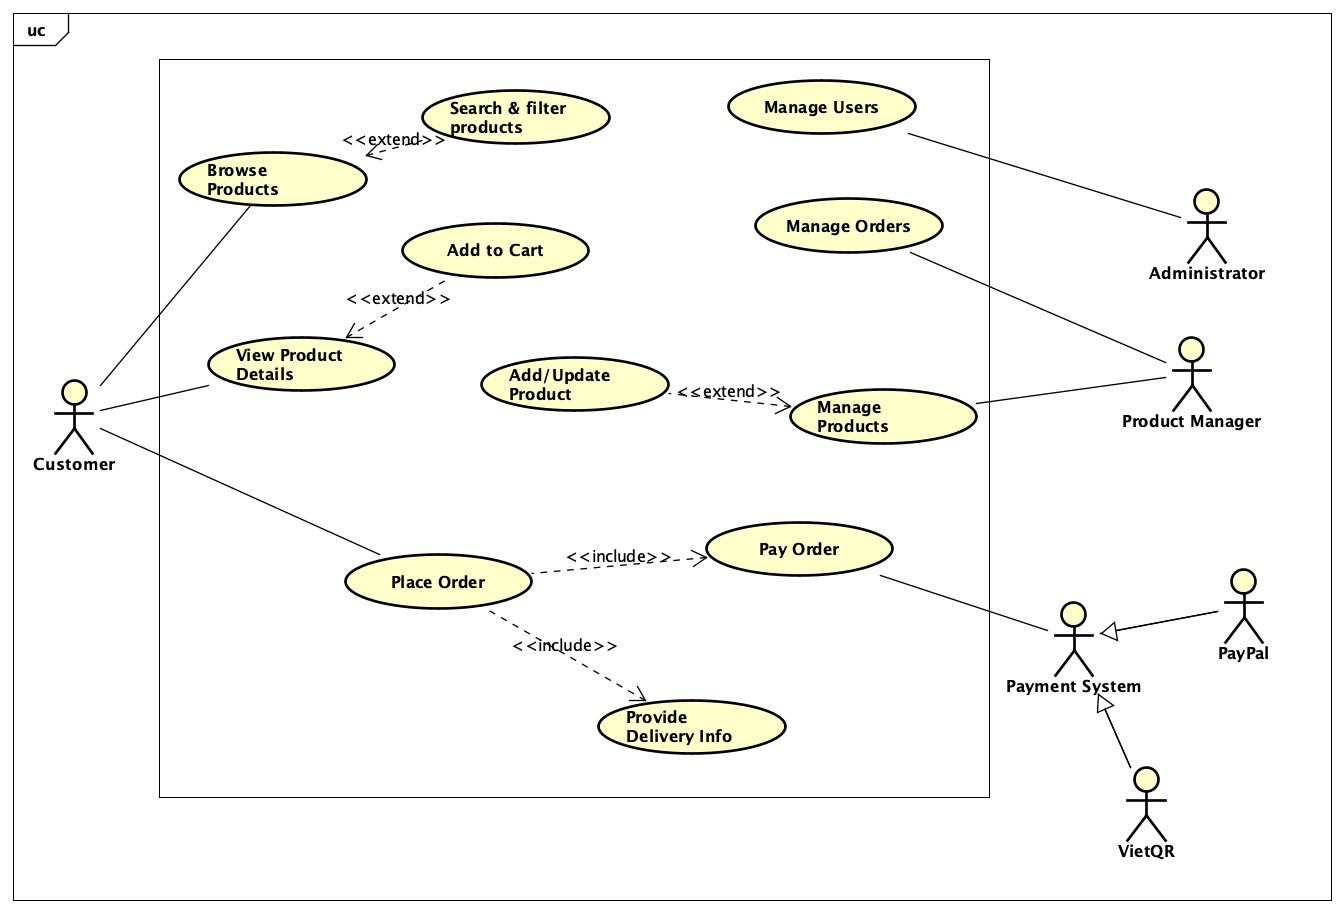 uc
Search & filter
products
<<extend>>
Browse
Products
Manage Users
Administrator
Manage Orders
Add to Cart
<<extend>>
View Product
Details
Add/Update
Product
<<extend>>
Manage
Products
Product Manager
Customer
Place Order
<<include>>
Pay Order
<<include>>
Provide
Delivery Info
Payment System
PayPal
VietQR